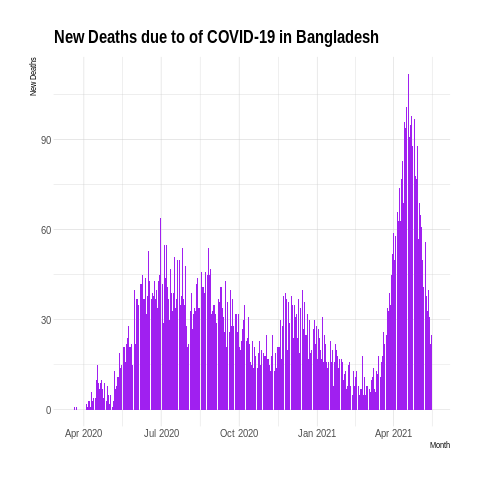 New Deaths due to of COVID-19 in Bangladesh
New Deaths
90
60
30
0
Apr 2020 Jul 2020 Oct 2020 Jan 2021 Apr 2021
Month